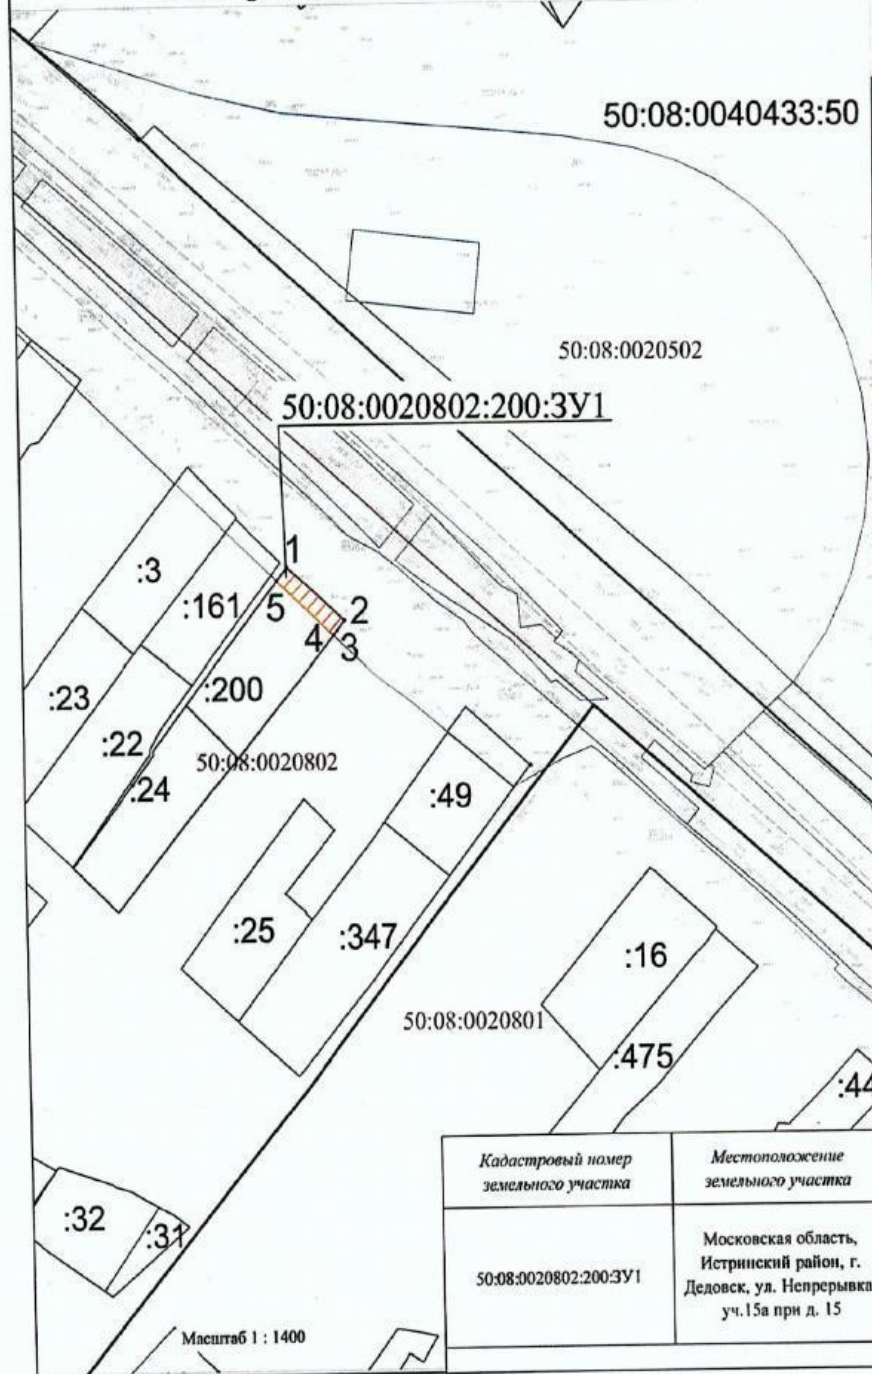 50:08:0040433:50
50:08:0020502
50:08:0020802:200:ЗУ1
1
:3
:161
5
2
4
3
:200
:23
:22
50:08:0020802
:24
:49
:25
:347
:16
50:08:0020801
:475
:44
Кадастровый номер
земельного участка
Местоположение
земельного участка
:32
:31
50:08:0020802:200:ЗУ1
Московская область,
Истринский район, г.
Дедовск, ул. Непрерывка
уч.15а при д. 15
Масштаб 1 : 1400